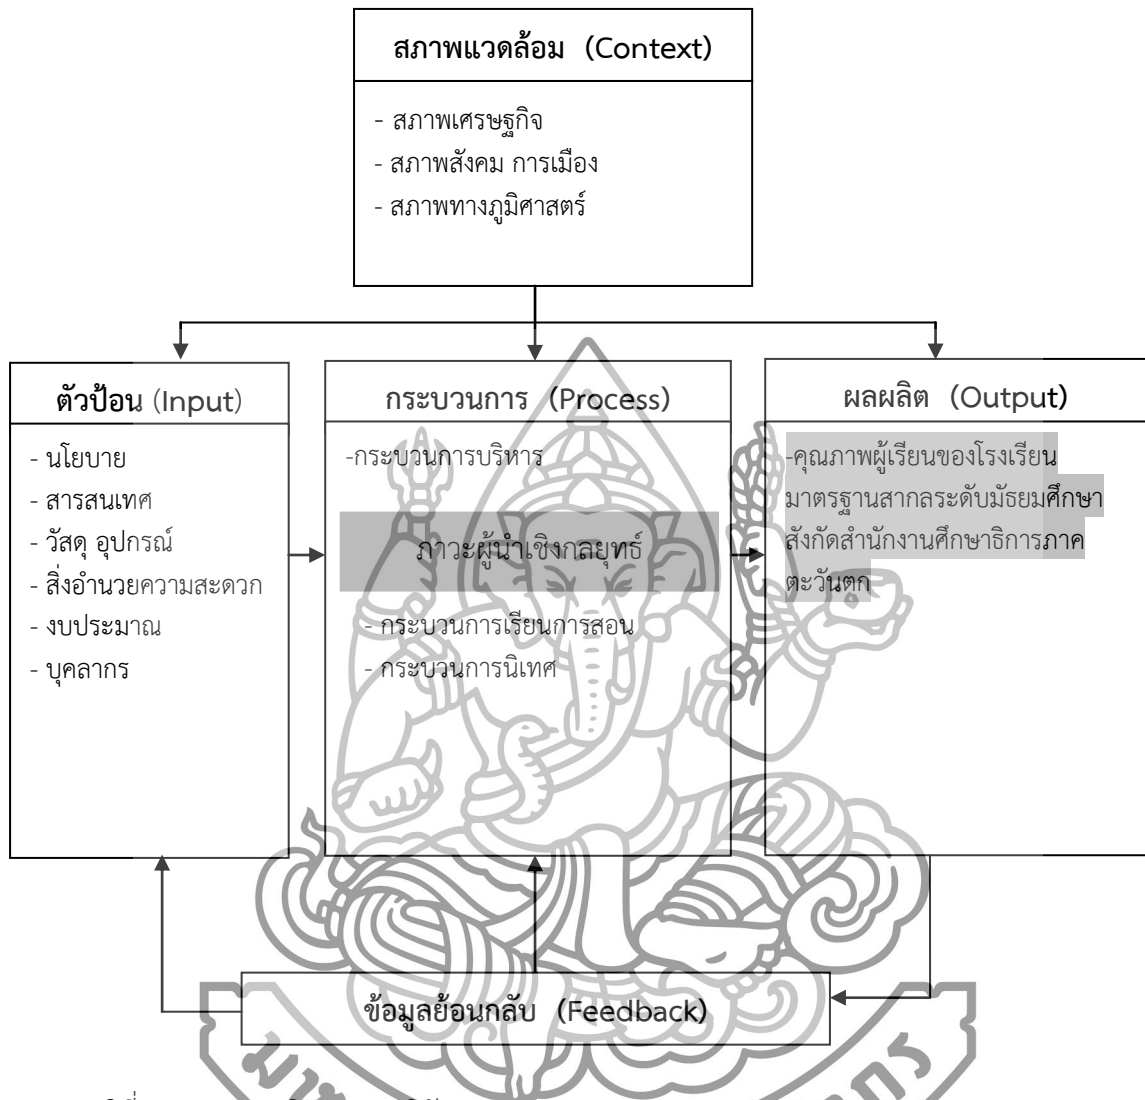 สภาพแวดล้อม (Context)
- สภาพเศรษฐกิจ
- สภาพสังคม การเมือง
- สภาพทางภูมิศาสตร์
ตัวป้อน (Input)
- นโยบาย
- สารสนเทศ
- วัสดุ อุปกรณ์
- สิ่งอำนวยความสะดวก
- งบประมาณ
- บุคลากร
กระบวนการ (Process)
-กระบวนการบริหาร
ภาวะผู้นำเชิงกลยุทธ์
- กระบวนการเรียนการสอน
- กระบวนการนิเทศ
ผลผลิต (Output)
-คุณภาพผู้เรียนของโรงเรียน
มาตรฐานสากลระดับมัธยมศึกษา
สังกัดสำนักงานศึกษาธิการภาค
ตะวันตก
ข้อมูลย้อนกลับ (Feedback)